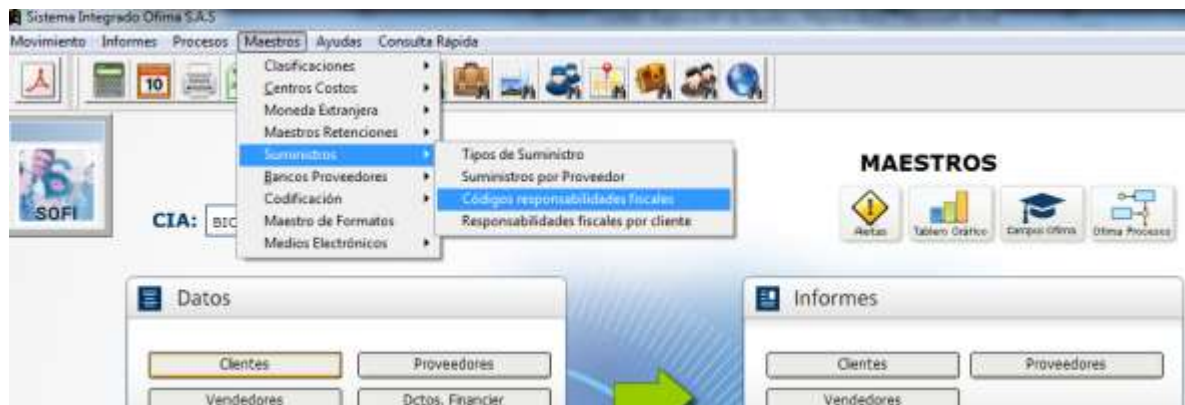 Sistema Integrado Ofima S.A.S
Movimiento Informes Procesos Maestros Ayudas Consulta Rápida
10
Clasificaciones
Centros Costos
Moneda Extranjera
Maestros Retenciones
Suministros
Bancos Proveedores
Codificación
Maestro de Formatos
Medios Electrónicos
Tipos de Suministro
Suministros por Proveedor
Códigos responsabilidades fiscales
Responsabilidades fiscales por cliente
SOFI
CIA: BIO
MAESTROS
Alertas
Tablero Gráfico
Campus Ofima
Ofima Procesos
Datos
Clientes
Proveedores
Vendedores
Dctos. Financier
Informes
Clientes
Proveedores
Vendedores